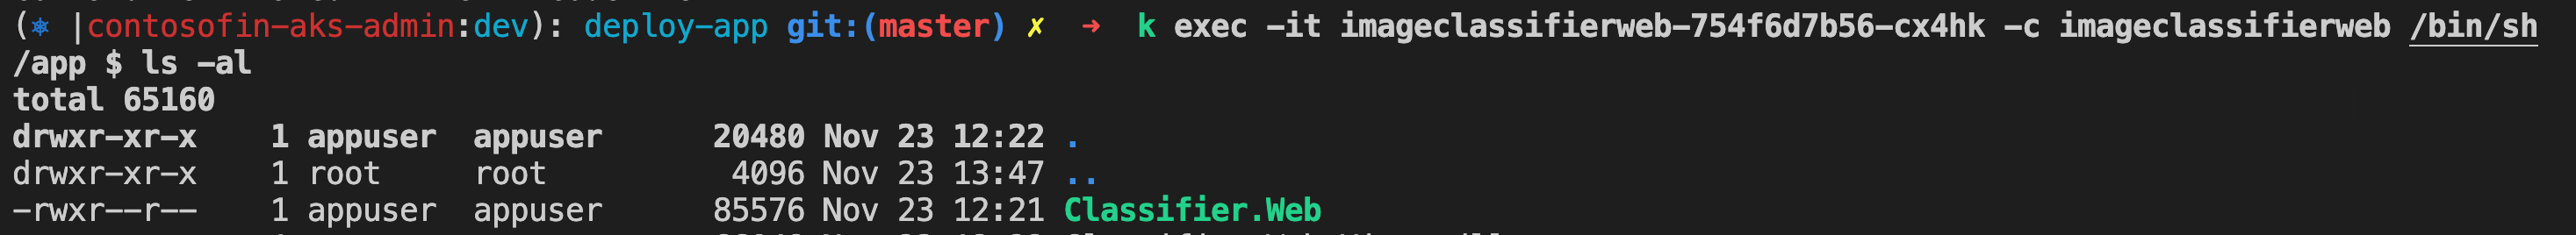 (⎈ |contosofin-aks-admin:dev): deploy-app git:(master) ✗ → k exec -it imageclassifierweb-754f6d7b56-cx4hk -c imageclassifierweb /bin/sh
/app $ ls -al
total 65160
drwxr-xr-x 1 appuser appuser 20480 Nov 23 12:22 .
drwxr-xr-x 1 root root 4096 Nov 23 13:47 ..
-rwxr--r-- 1 appuser appuser 85576 Nov 23 12:21 Classifier.Web